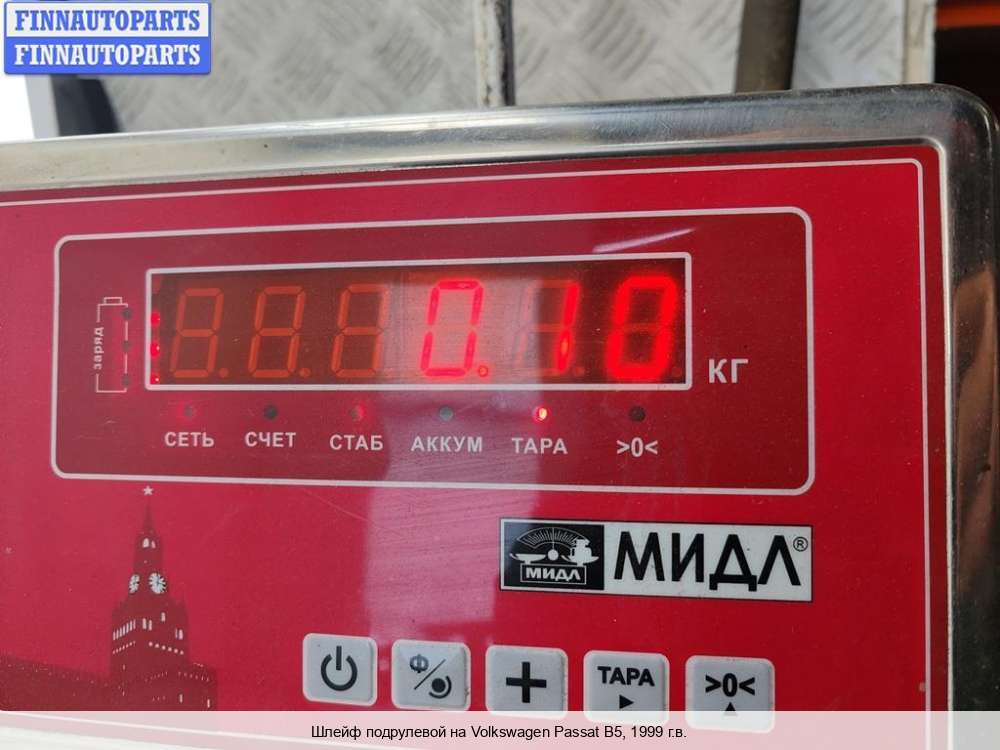 FINNAUTOPARTS
FINNAUTOPARTS
0.10
заряд
КГ
СЕТЬ СЧЕТ СТАБ АККУМ ТАРА >0<
МИДЛ МИДЛ®
Ф ТАРА >0<
Шлейф подрулевой на Volkswagen Passat B5, 1999 г.в.